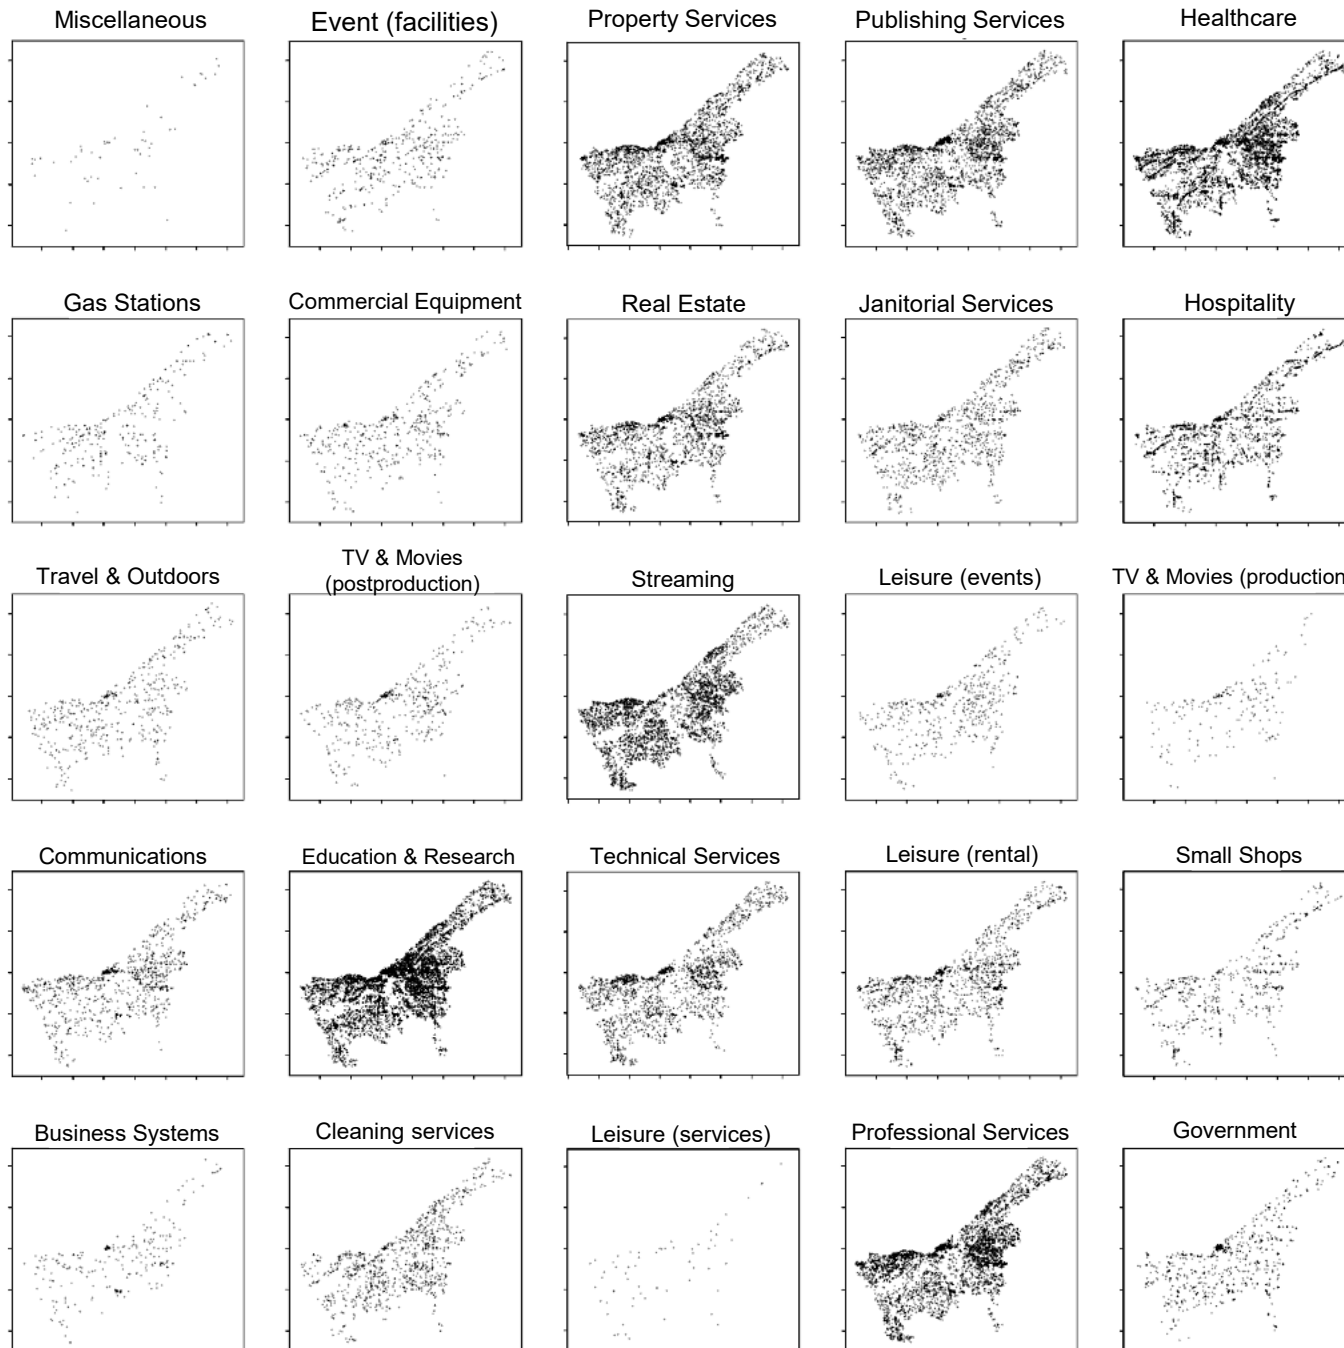 Miscellaneous
Event (facilities)
Property Services
Publishing Services
Healthcare
Gas Stations
Commercial Equipment
Real Estate
Janitorial Services
Hospitality
Travel & Outdoors
TV & Movies
(postproduction)
Streaming
Leisure (events)
TV & Movies (production
Communications
Education & Research
Technical Services
Leisure (rental)
Small Shops
Business Systems
Cleaning services
Leisure (services)
Professional Services
Government